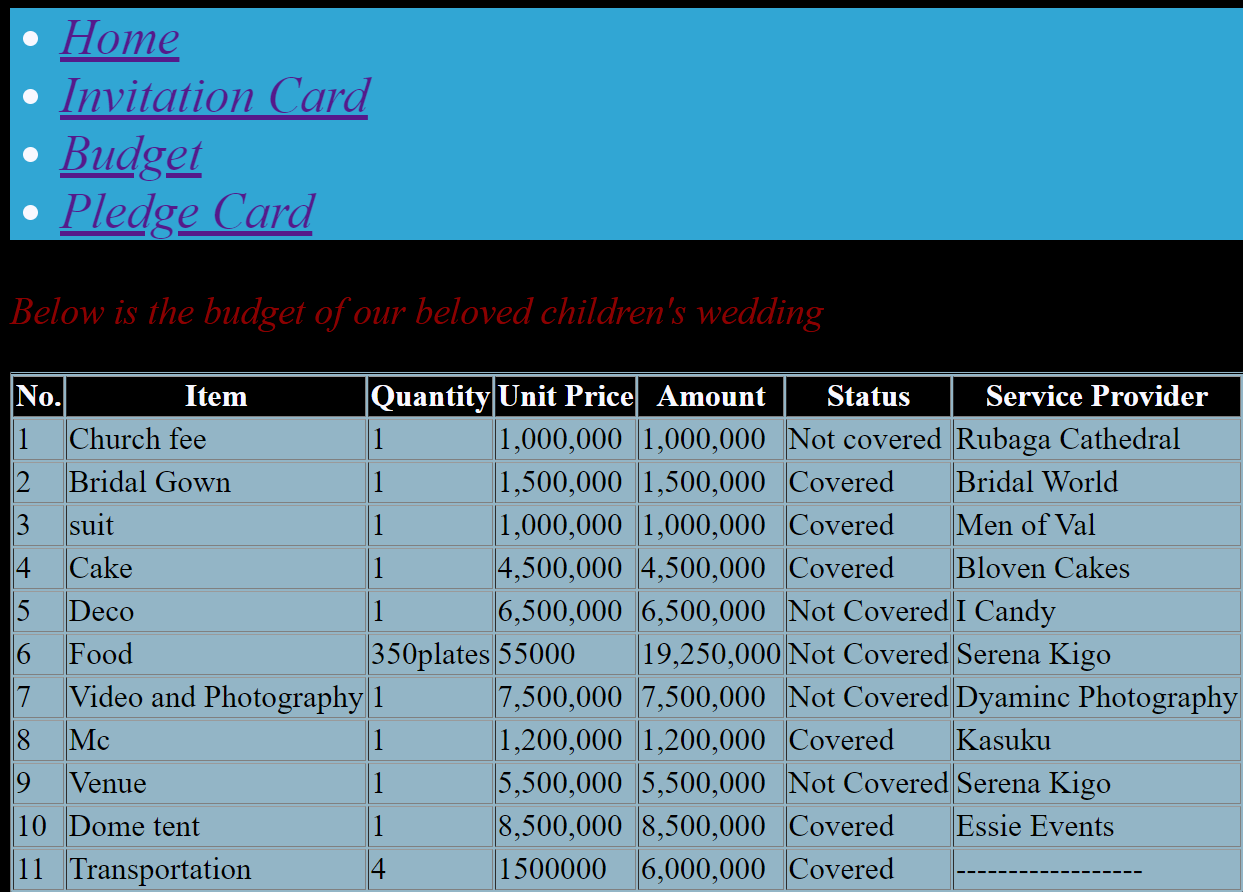 Home
Invitation Card
Budget
Pledge Card
Below is the budget of our beloved children's wedding
No. Item Quantity Unit Price Amount Status Service Provider
1 Church fee 1 1,000,000 1,000,000 Not covered Rubaga Cathedral
2 Bridal Gown 1 1,500,000 1,500,000 Covered Bridal World
3 suit 1 1,000,000 1,000,000 Covered Men of Val
4 Cake 1 4,500,000 4,500,000 Covered Bloven Cakes
5 Deco 1 6,500,000 6,500,000 Not Covered I Candy
6 Food 350plates 55000 19,250,000 Not Covered Serena Kigo
7 Video and Photography 1 7,500,000 7,500,000 Not Covered Dyaminc Photography
8 Mc 1 1,200,000 1,200,000 Covered Kasuku
9 Venue 1 5,500,000 5,500,000 Not Covered Serena Kigo
10 Dome tent 1 8,500,000 8,500,000 Covered Essie Events
11 Transportation 4 1500000 6,000,000 Covered ------------------